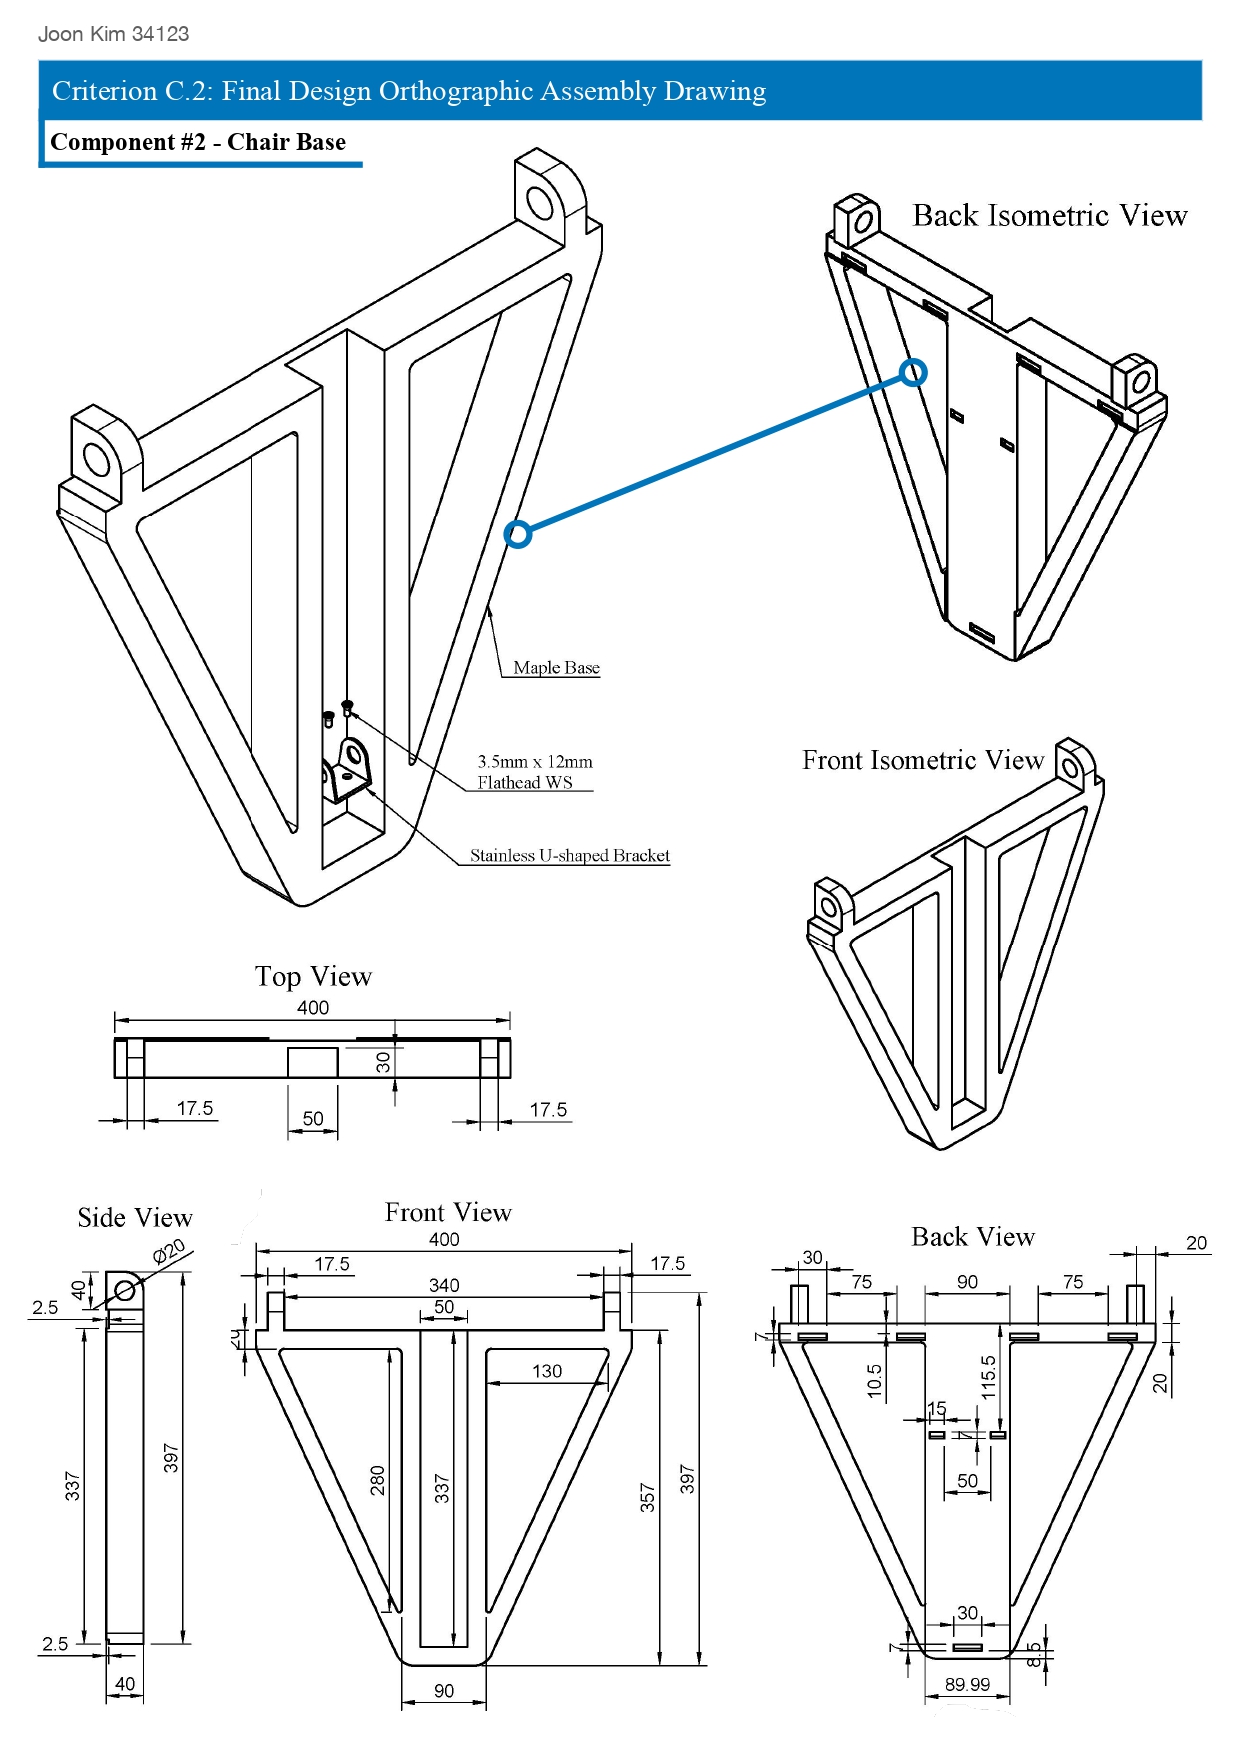 Joon Kim 34123
Criterion C.2: Final Design Orthographic Assembly Drawing
Component #2 - Chair Base
Back Isometric View
Maple Base
3.5mm x 12mm
Flathead WS
Stainless U-shaped Bracket
Front Isometric View
Top View
400
30
17.5
50
17.5
Side View
Ø20
40
2.5
337
397
2.5
40
Front View
400
17.5
17.5
340
50
20
130
280
337
357
397
90
Back View
20
30
75
90
75
7
10.5
115.5
20
15
7
50
30
7
8.5
89.99